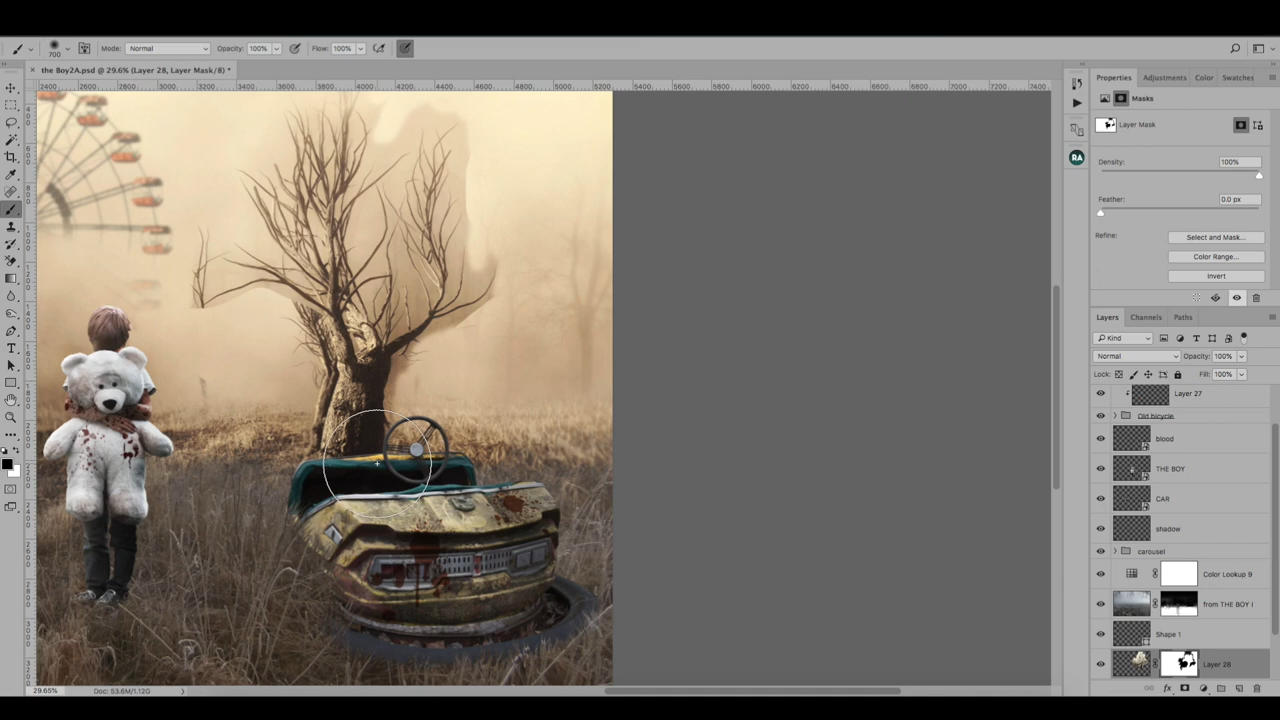 700 Mode: Normal Opacity: 100% Flow: 100%
× the Boy2A.psd @ 29.6% (Layer 28, Layer Mask/8) *
2400 2600 2800 3000 3200 3400 3600 3800 4000 4200 4400 4600 4800 5000 5200 5400 5600 5800 6000 6200 6400 6600 6800 7000 7200 7400
Properties Adjustments Color Swatches
Masks
Layer Mask
Density: 100%
Feather: 0.0 px
Refine: Select and Mask...
Color Range...
Invert
Layers Channels Paths
Kind
Normal Opacity: 100%
Lock: Fill: 100%
Layer 27
Old bicycle
blood
THE BOY
CAR
shadow
carousel
Color Lookup 9
from THE BOY I
Shape 1
Layer 28
RA
29.65% Doc: 53.6M/1.12G